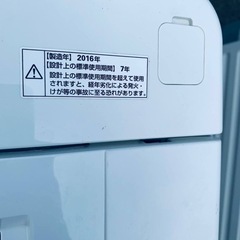 【製造年】2016年
【設計上の標準使用期間】 7年
設計上の標準使用期間を超えて使用
されますと、経年劣化による発火・
けが等の事故に至る恐れがあります。